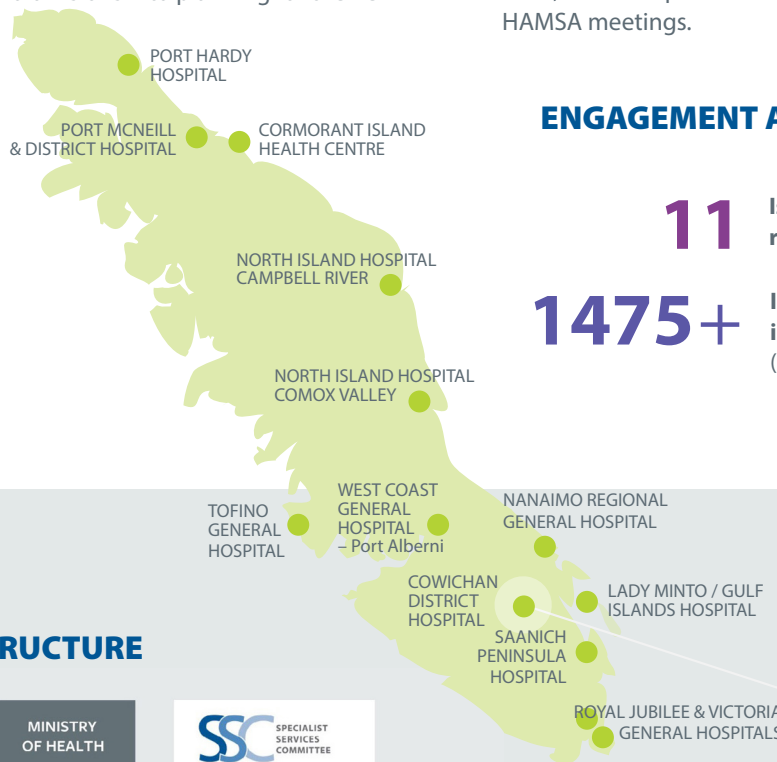 HAMSA meetings.
PORT HARDY
HOSPITAL
PORT MCNEILL
& DISTRICT HOSPITAL
CORMORANT ISLAND
HEALTH CENTRE
ENGAGEMENT A
11
1475+
NORTH ISLAND HOSPITAL
CAMPBELL RIVER
NORTH ISLAND HOSPITAL
COMOX VALLEY
TOFINO
GENERAL
HOSPITAL
WEST COAST
GENERAL
HOSPITAL
– Port Alberni
NANAIMO REGIONAL
GENERAL HOSPITAL
COWICHAN
DISTRICT
HOSPITAL
LADY MINTO / GULF
ISLANDS HOSPITAL
SAANICH
PENINSULA
HOSPITAL
ROYAL JUBILEE & VICTORIA
GENERAL HOSPITALS
RUCTURE
MINISTRY
OF HEALTH
SSC
SPECIALIST
SERVICES
COMMITTEE